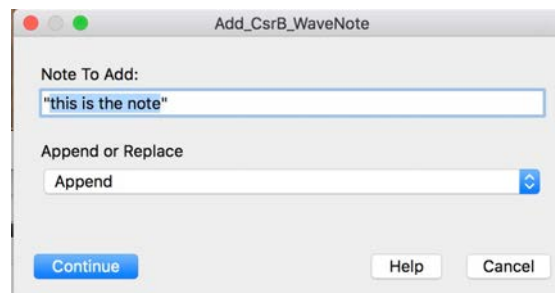 Add_CsrB_WaveNote
Note To Add:
"this is the note"
Append or Replace
Append
Continue Help Cancel